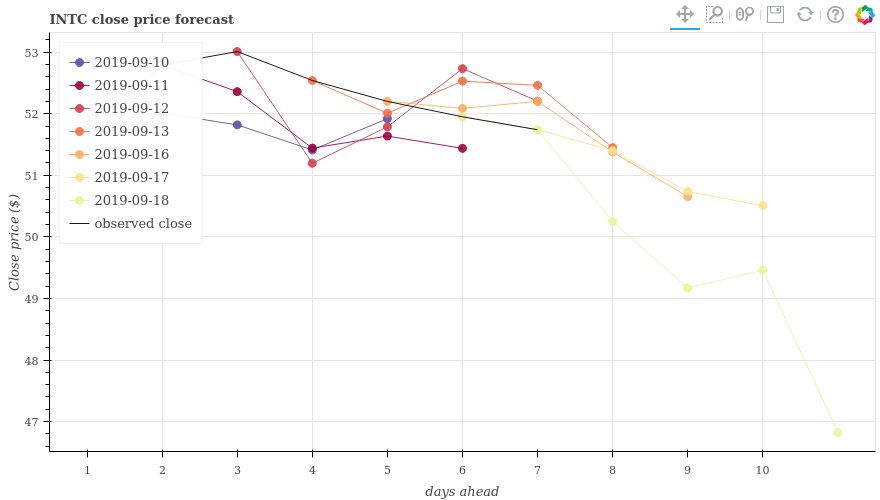 INTC close price forecast
53
52
51
50
49
48
47
Close price ($)
2019-09-10
2019-09-11
2019-09-12
2019-09-13
2019-09-16
2019-09-17
2019-09-18
observed close
1 2 3 4 5 6 7 8 9 10
days ahead